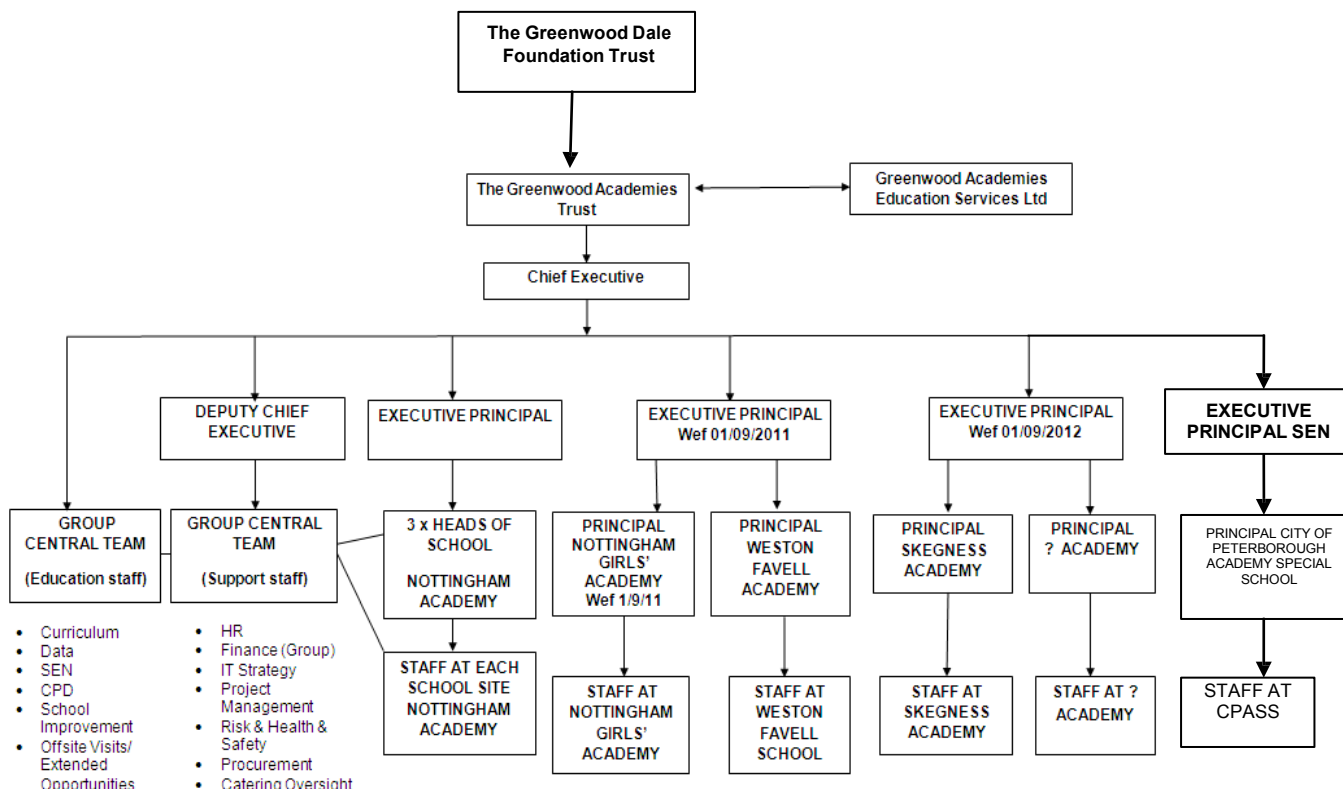 The Greenwood Dale
Foundation Trust
The Greenwood Academies
Trust
Greenwood Academies
Education Services Ltd
Chief Executive
DEPUTY CHIEF
EXECUTIVE
EXECUTIVE PRINCIPAL
EXECUTIVE PRINCIPAL
Wef 01/09/2011
EXECUTIVE PRINCIPAL
Wef 01/09/2012
EXECUTIVE
PRINCIPAL SEN
GROUP
CENTRAL TEAM
(Education staff)
GROUP CENTRAL
TEAM
(Support staff)
3 x HEADS OF
SCHOOL
NOTTINGHAM
ACADEMY
PRINCIPAL
NOTTINGHAM
GIRLS'
ACADEMY
Wef 1/9/11
PRINCIPAL
WESTON
FAVELL
ACADEMY
PRINCIPAL
SKEGNESS
ACADEMY
PRINCIPAL
? ACADEMY
PRINCIPAL CITY OF
PETERBOROUGH
ACADEMY SPECIAL
SCHOOL
• Curriculum
• Data
• SEN
• CPD
• School
Improvement
• Offsite Visits/
Extended
Opportunities
• HR
• Finance (Group)
• IT Strategy
• Project
Management
• Risk & Health &
Safety
• Procurement
• Catering Oversight
STAFF AT EACH
SCHOOL SITE
NOTTINGHAM
ACADEMY
STAFF AT
NOTTINGHAM
GIRLS'
ACADEMY
STAFF AT
WESTON
FAVELL
SCHOOL
STAFF AT
SKEGNESS
ACADEMY
STAFF AT ?
ACADEMY
STAFF AT
CPASS